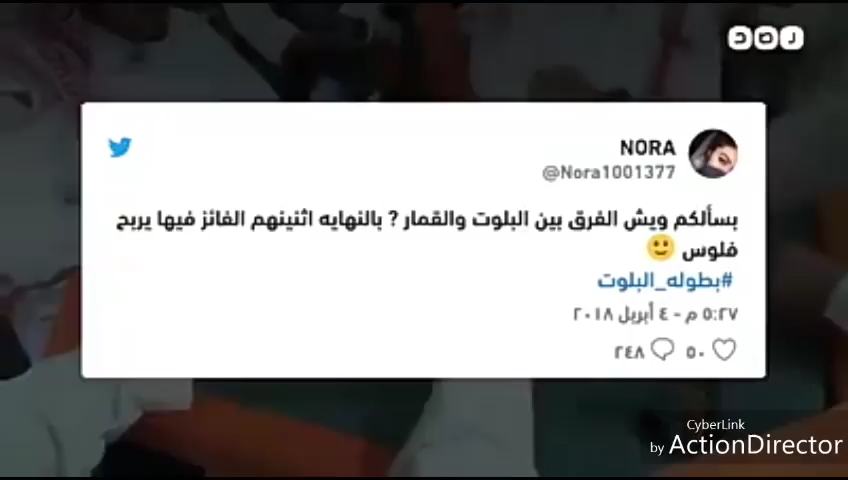 رصد
NORA
@Nora1001377
بسألكم ويش الفرق بين البلوت والقمار ? بالنهايه اثنينهم الفائز فيها يربح
فلوس 🙂
#بطوله_البلوت
٥:٢٧ م - ٤ أبريل ٢٠١٨
٥٠ ٢٤٨
CyberLink
by ActionDirector